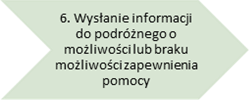 6. Wysłanie informacji
do podróżnego o
możliwości lub braku
możliwości zapewnienia
pomocy